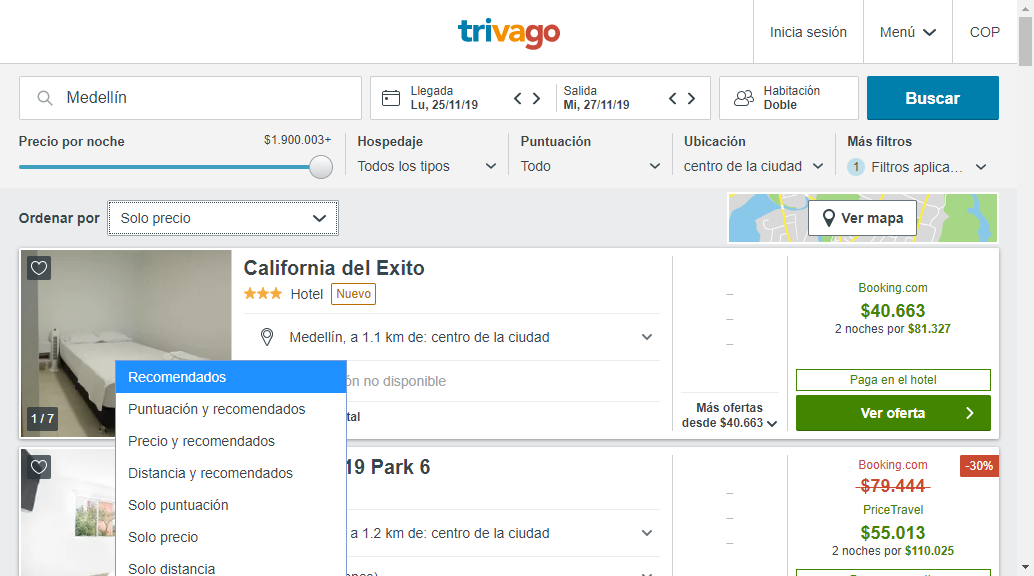 trivago
Inicia sesión
Menú
COP
Medellín
Llegada
Lu, 25/11/19
Salida
Mi, 27/11/19
Habitación
Doble
Buscar
Precio por noche
$1.900.003+
Hospedaje
Todos los tipos
Puntuación
Todo
Ubicación
centro de la ciudad
Más filtros
1 Filtros aplica...
Ordenar por
Solo precio
Ver mapa
California del Exito
Hotel Nuevo
Medellín, a 1.1 km de: centro de la ciudad
ón no disponible
tal
1 / 7
Más ofertas
desde $40.663
Booking.com
$40.663
2 noches por $81.327
Paga en el hotel
Ver oferta
Recomendados
Puntuación y recomendados
Precio y recomendados
Distancia y recomendados
Solo puntuación
Solo precio
Solo distancia
19 Park 6
a 1.2 km de: centro de la ciudad
Booking.com
-30%
$79.444
PriceTravel
$55.013
2 noches por $110.025